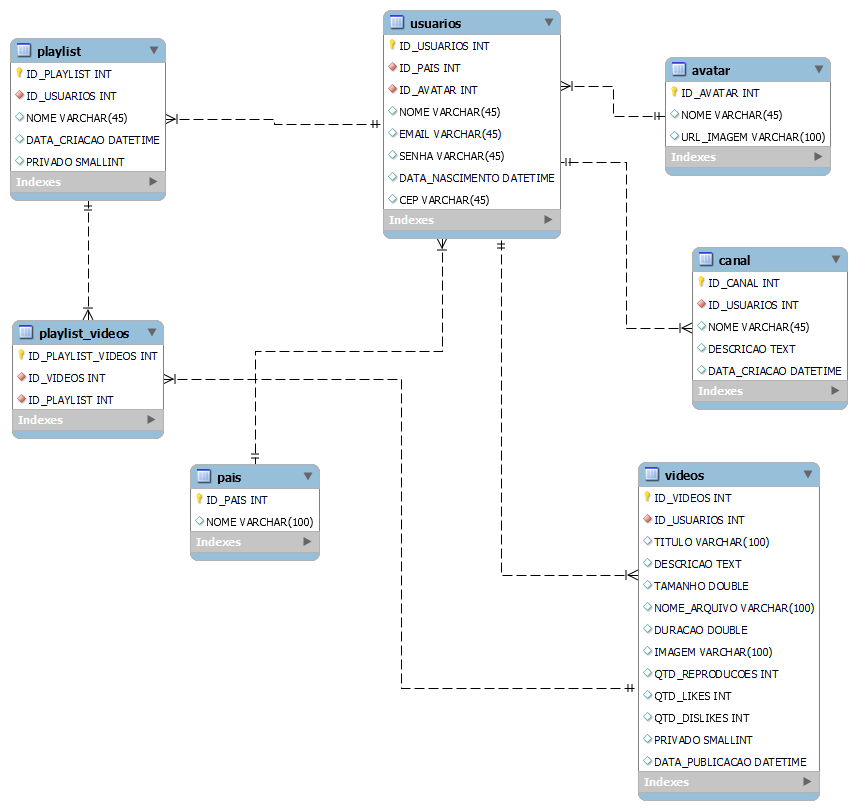 playlist
ID_PLAYLIST INT
ID_USUARIOS INT
NOME VARCHAR(45)
DATA_CRIACAO DATETIME
PRIVADO SMALLINT
Indexes
usuarios
ID_USUARIOS INT
ID_PAIS INT
ID_AVATAR INT
NOME VARCHAR(45)
EMAIL VARCHAR(45)
SENHA VARCHAR(45)
DATA_NASCIMENTO DATETIME
CEP VARCHAR(45)
Indexes
avatar
ID_AVATAR INT
NOME VARCHAR(45)
URL_IMAGEM VARCHAR(100)
Indexes
canal
ID_CANAL INT
ID_USUARIOS INT
NOME VARCHAR(45)
DESCRICAO TEXT
DATA_CRIACAO DATETIME
Indexes
playlist_videos
ID_PLAYLIST_VIDEOS INT
ID_VIDEOS INT
ID_PLAYLIST INT
Indexes
pais
ID_PAIS INT
NOME VARCHAR(100)
Indexes
videos
ID_VIDEOS INT
ID_USUARIOS INT
TITULO VARCHAR(100)
DESCRICAO TEXT
TAMANHO DOUBLE
NOME_ARQUIVO VARCHAR(100)
DURACAO DOUBLE
IMAGEM VARCHAR(100)
QTD_REPRODUCOES INT
QTD_LIKES INT
QTD_DISLIKES INT
PRIVADO SMALLINT
DATA_PUBLICACAO DATETIME
Indexes